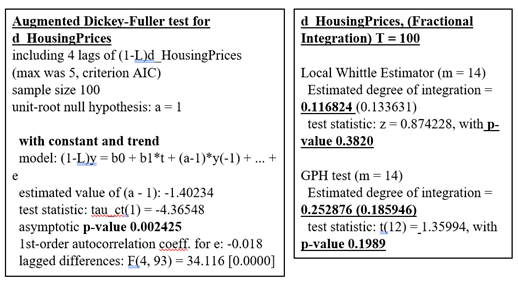 Augmented Dickey-Fuller test for
d_HousingPrices
including 4 lags of (1-L)d_HousingPrices
(max was 5, criterion AIC)
sample size 100
unit-root null hypothesis: a = 1
with constant and trend
model: (1-L)y = b0 + b1*t + (a-1)*y(-1) + ... +
e
estimated value of (a - 1): -1.40234
test statistic: tau_ct(1) = -4.36548
asymptotic p-value 0.002425
1st-order autocorrelation coeff. for e: -0.018
lagged differences: F(4, 93) = 34.116 [0.0000]
d_HousingPrices, (Fractional
Integration) T = 100
Local Whittle Estimator (m = 14)
Estimated degree of integration =
0.116824 (0.133631)
test statistic: z = 0.874228, with p-
value 0.3820
GPH test (m = 14)
Estimated degree of integration =
0.252876 (0.185946)
test statistic: t(12) = 1.35994, with
p-value 0.1989